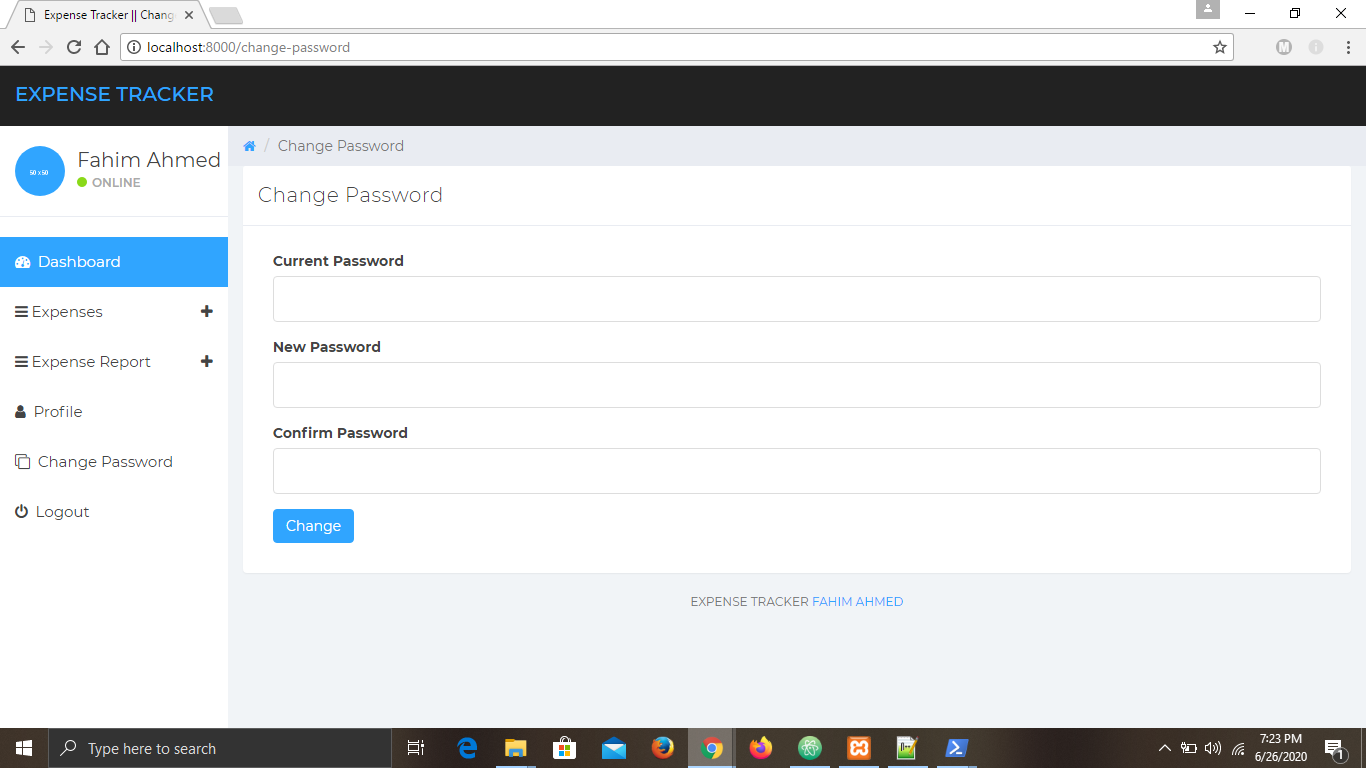 Expense Tracker || Chang
localhost:8000/change-password
EXPENSE TRACKER
50 x 50
Fahim Ahmed
ONLINE
Dashboard
Expenses
Expense Report
Profile
Change Password
Logout
/ Change Password
Change Password
Current Password
New Password
Confirm Password
Change
EXPENSE TRACKER FAHIM AHMED
Type here to search
7:23 PM
6/26/2020
1